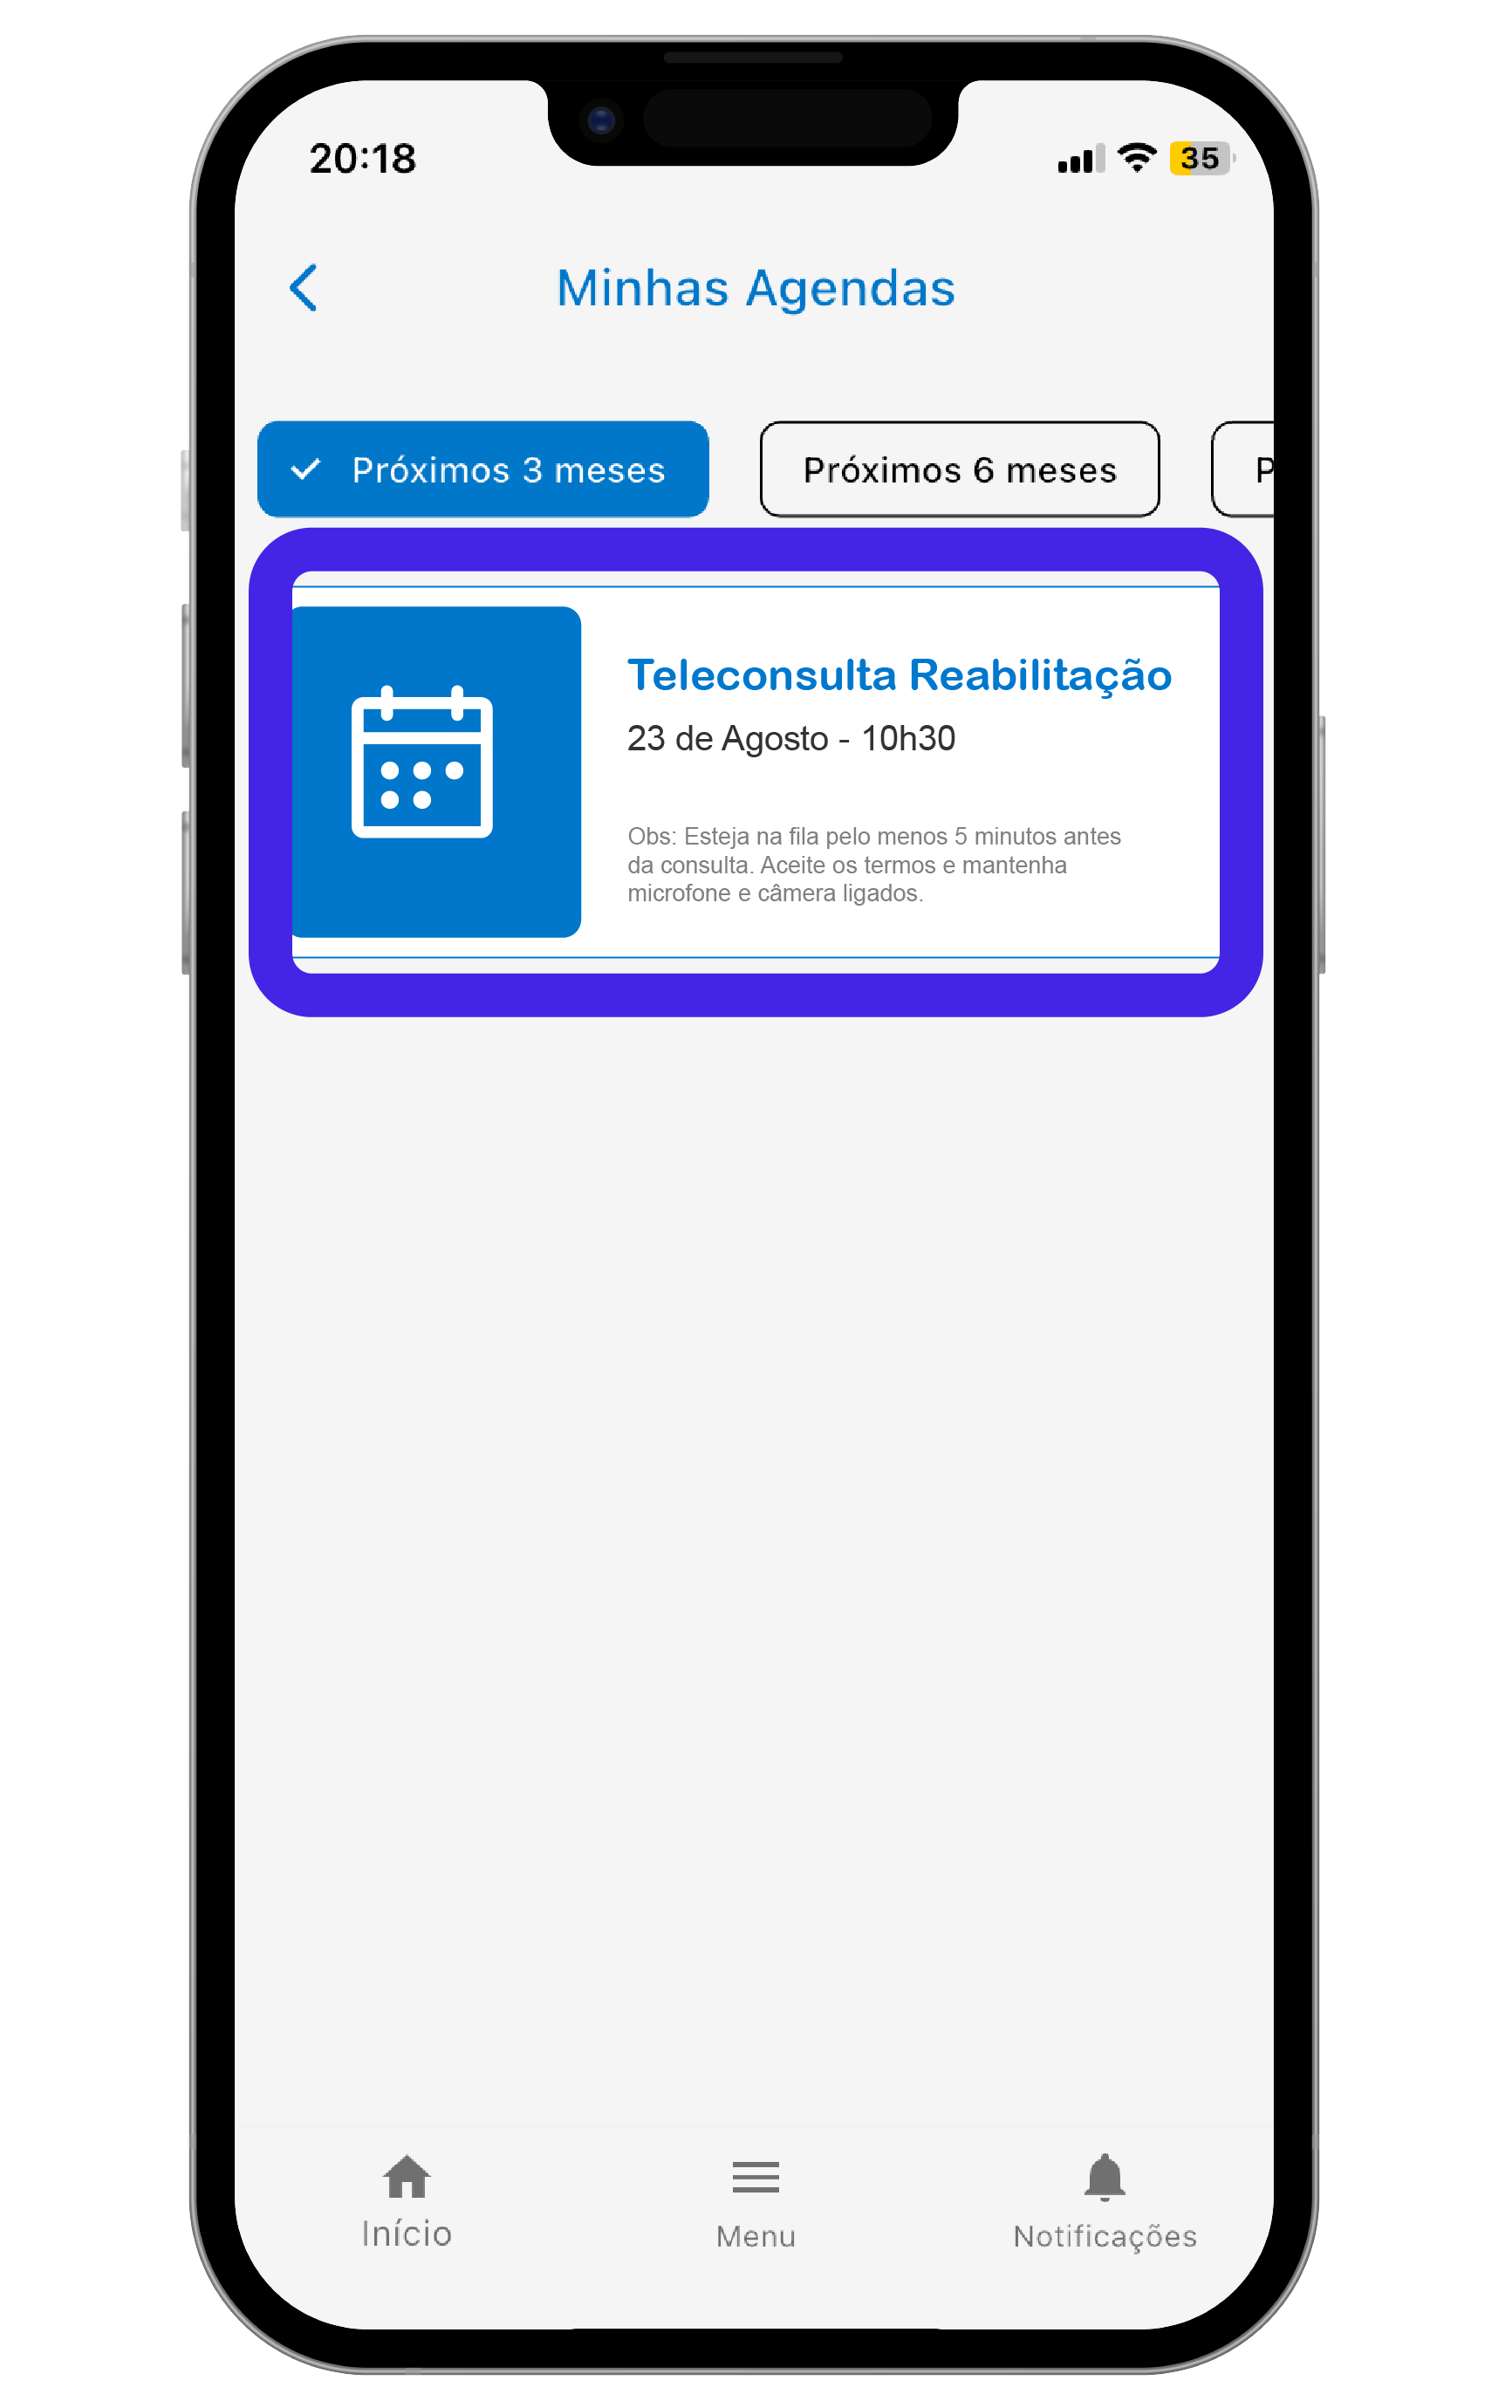 20:18
35
Minhas Agendas
Próximos 3 meses
Próximos 6 meses
P
Teleconsulta Reabilitação
23 de Agosto - 10h30
Obs: Esteja na fila pelo menos 5 minutos antes
da consulta. Aceite os termos e mantenha
microfone e câmera ligados.
Início
Menu
Notificações